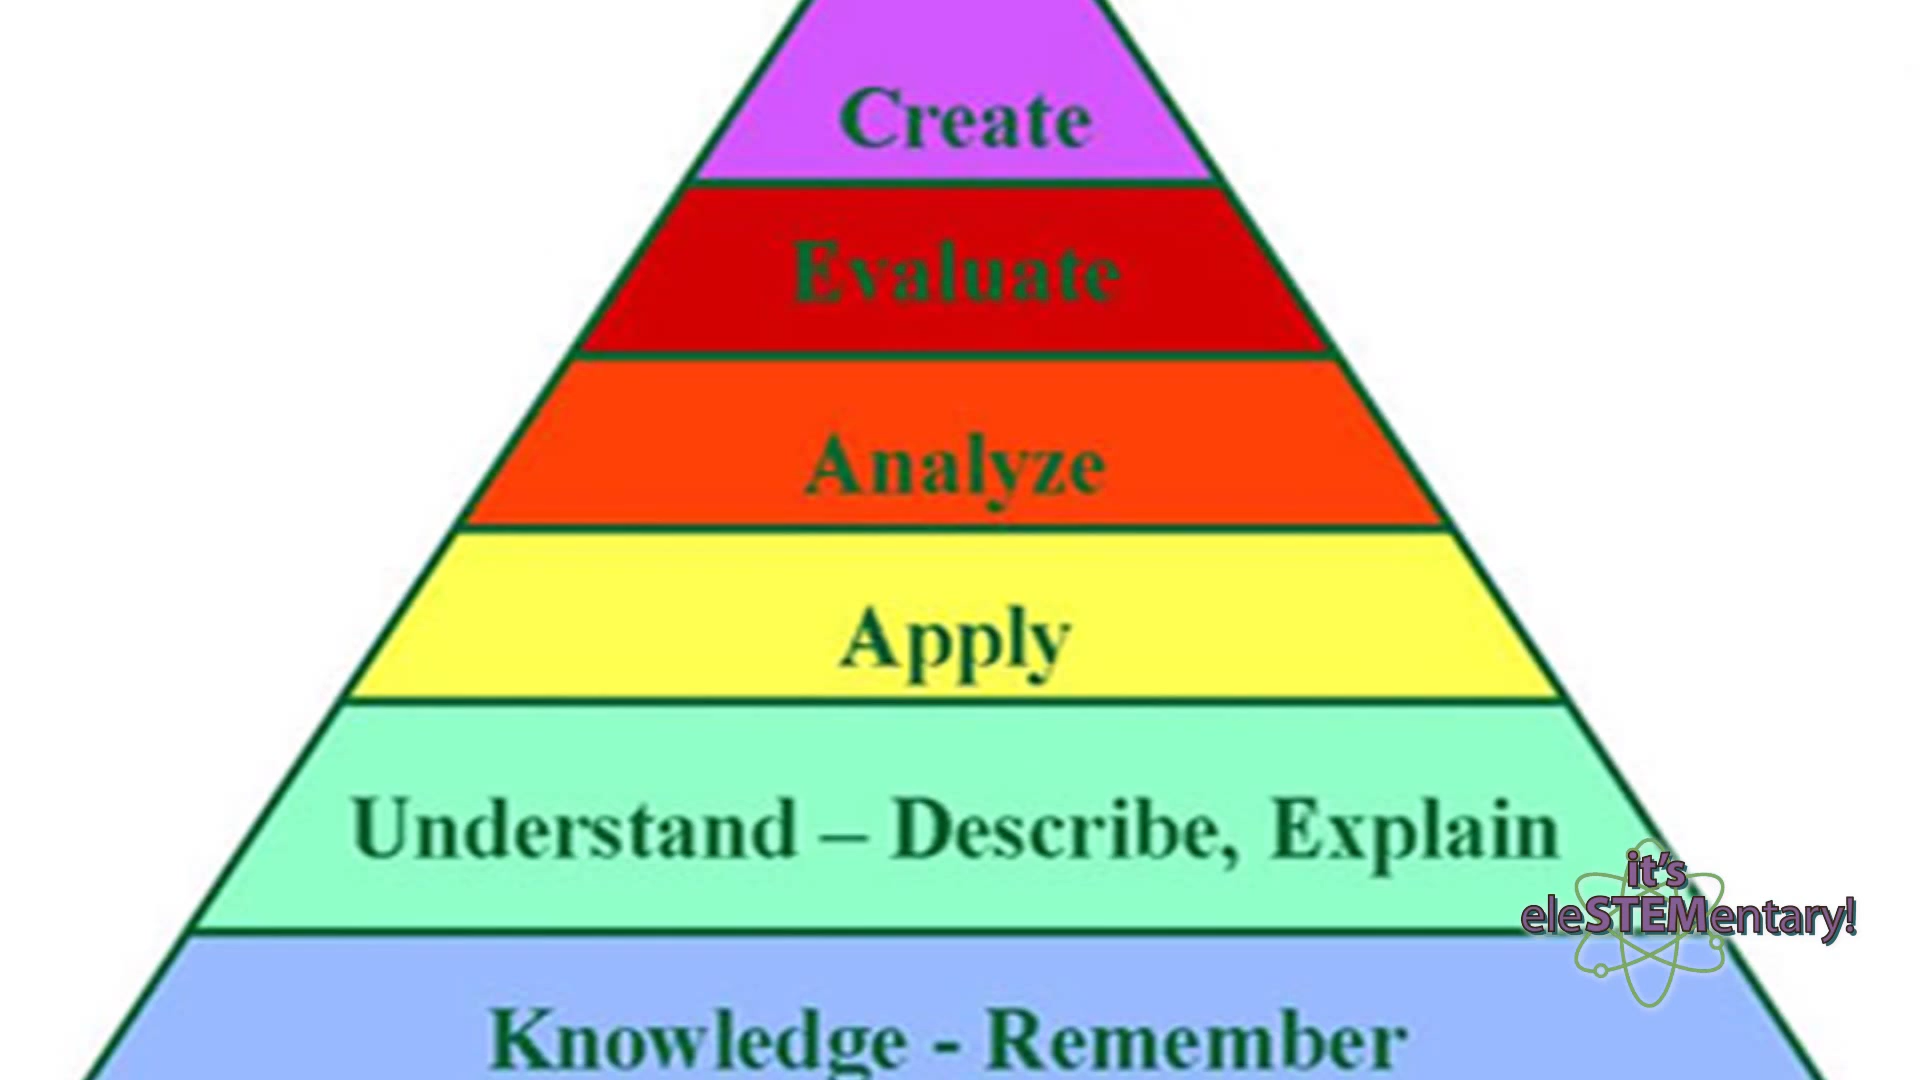 Create
Evaluate
Analyze
Apply
Understand – Describe, Explain
Knowledge - Remember
it's
eleSTEMentary!